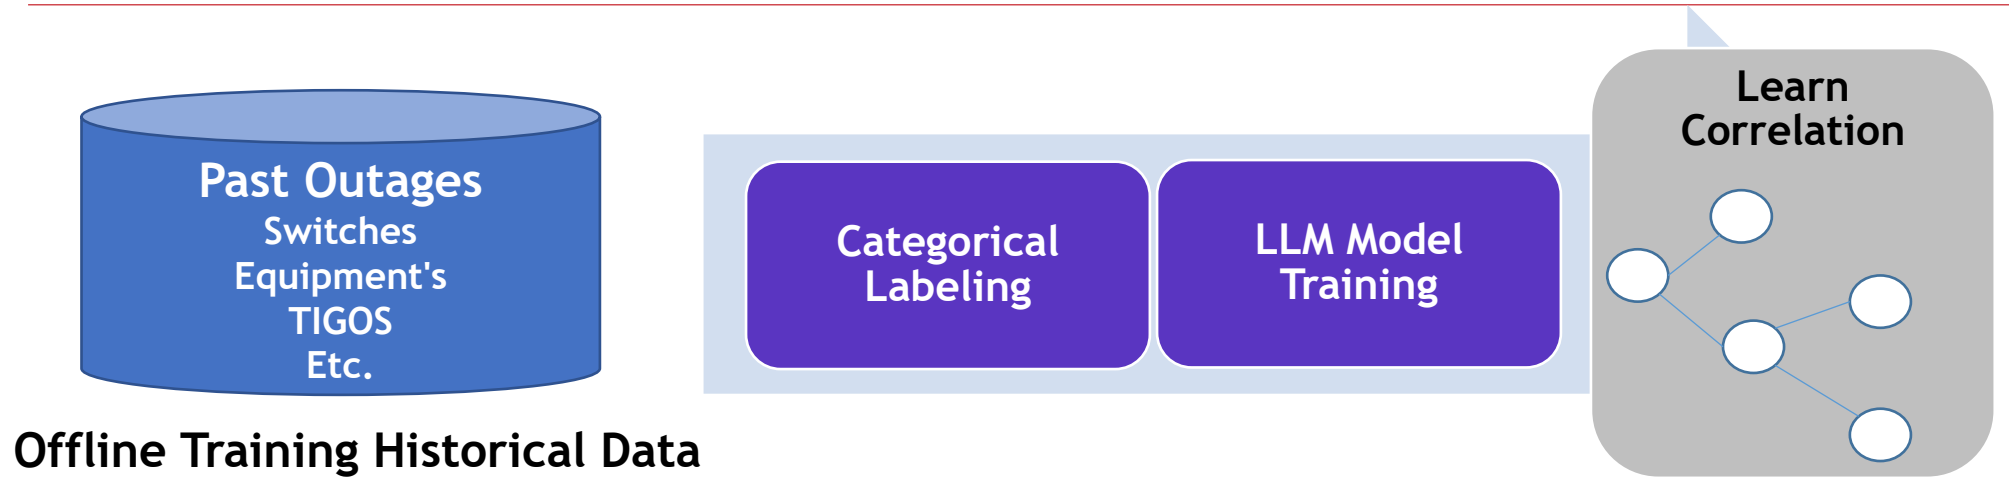 Past Outages
Switches
Equipment's
TIGOS
Etc.
Offline Training Historical Data
Categorical
Labeling
LLM Model
Training
Learn
Correlation